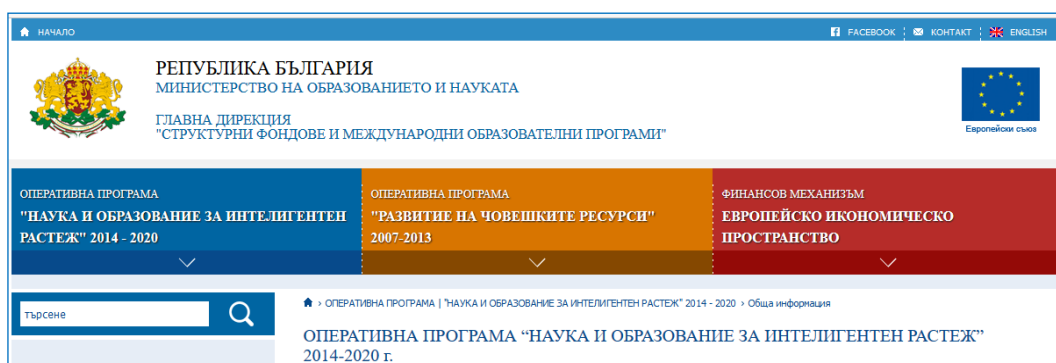 НАЧАЛО
FACEBOOK
КОНТАКТ
ENGLISH
РЕПУБЛИКА БЪЛГАРИЯ
МИНИСТЕРСТВО НА ОБРАЗОВАНИЕТО И НАУКАТА
ГЛАВНА ДИРЕКЦИЯ
"СТРУКТУРНИ ФОНДОВЕ И МЕЖДУНАРОДНИ ОБРАЗОВАТЕЛНИ ПРОГРАМИ"
Европейски съюз
ОПЕРАТИВНА ПРОГРАМА
"НАУКА И ОБРАЗОВАНИЕ ЗА ИНТЕЛИГЕНТЕН
РАСТЕЖ" 2014 - 2020
ОПЕРАТИВНА ПРОГРАМА
"РАЗВИТИЕ НА ЧОВЕШКИТЕ РЕСУРСИ"
2007-2013
ФИНАНСОВ МЕХАНИЗЪМ
ЕВРОПЕЙСКО ИКОНОМИЧЕСКО
ПРОСТРАНСТВО
търсене
› ОПЕРАТИВНА ПРОГРАМА | "НАУКА И ОБРАЗОВАНИЕ ЗА ИНТЕЛИГЕНТЕН РАСТЕЖ" 2014 - 2020 › Обща информация
ОПЕРАТИВНА ПРОГРАМА “НАУКА И ОБРАЗОВАНИЕ ЗА ИНТЕЛИГЕНТЕН РАСТЕЖ”
2014-2020 г.